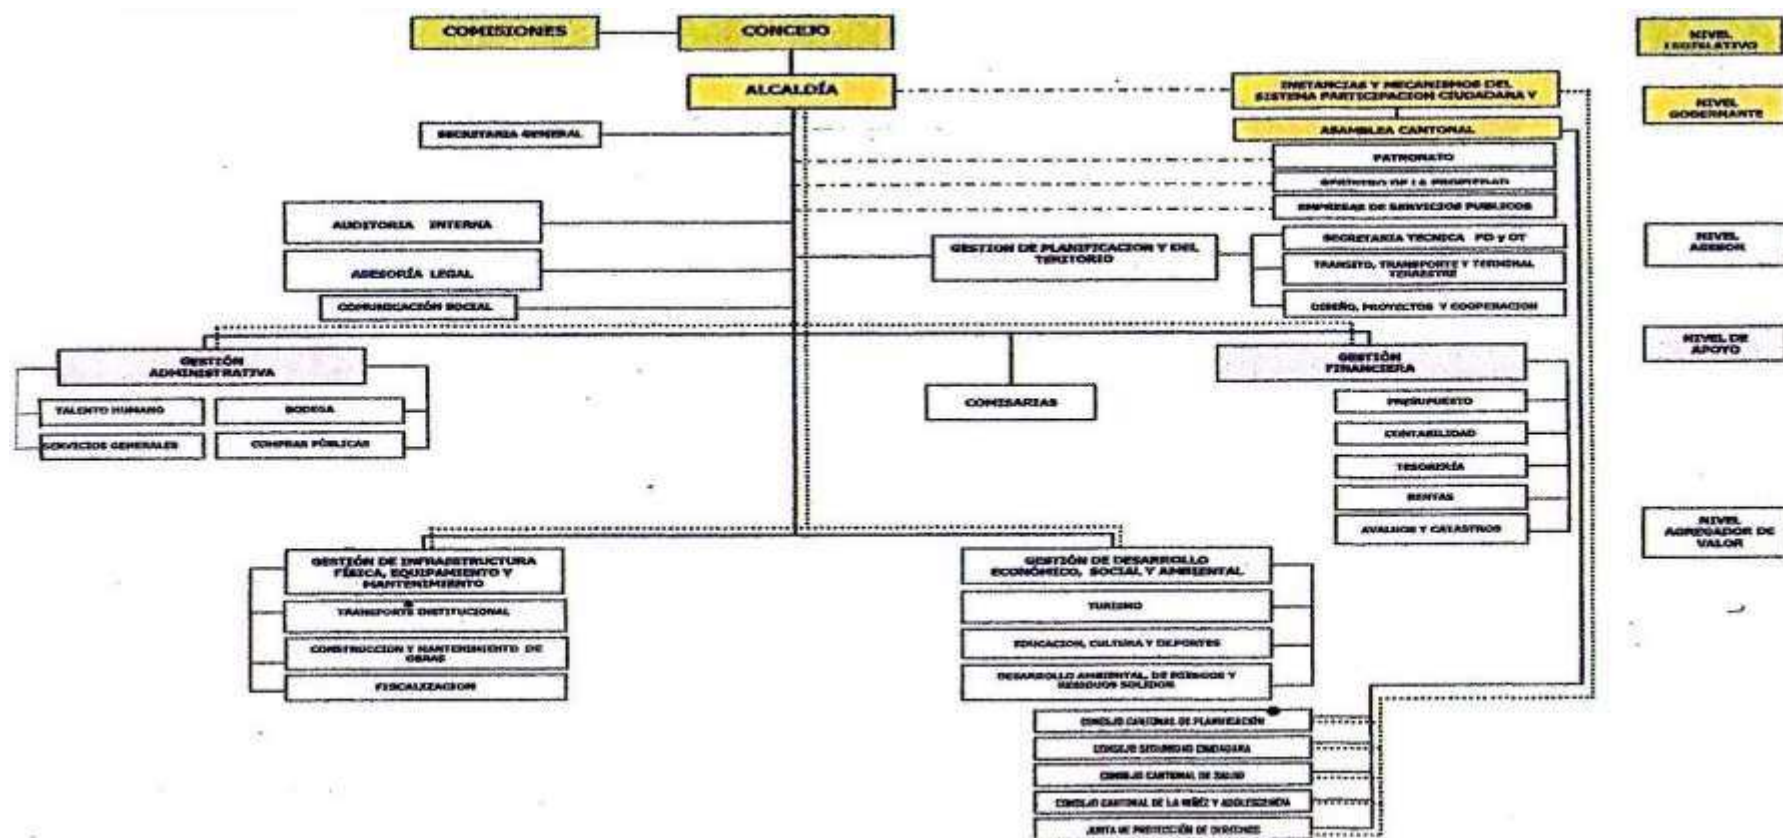 COMISIONES
CONCEJO
NIVEL
LEGISLATIVO
ALCALDÍA
INSTANCIAS Y MECANISMOS DEL
SISTEMA PARTICIPACION CIUDADANA Y
NIVEL
GOBERNANTE
SECRETARIA GENERAL
ASAMBLEA CANTONAL
PATRONATO
REGISTRO DE LA PROPIEDAD
EMPRESAS DE SERVICIOS PUBLICOS
AUDITORIA INTERNA
GESTION DE PLANIFICACION Y DEL
TERITORIO
SECRETARIA TECNICA PD y OT
TRANSITO, TRANSPORTE Y TERMINAL
TERRESTRE
DISEÑO, PROYECTOS Y COOPERACION
NIVEL
ASESOR
ASESORÍA LEGAL
COMUNICACIÓN SOCIAL
GESTIÓN
ADMINISTRATIVA
GESTIÓN
FINANCIERA
NIVEL DE
APOYO
TALENTO HUMANO
BODEGA
SERVICIOS GENERALES
COMPRAS PÚBLICAS
COMISARIAS
PRESUPUESTO
CONTABILIDAD
TESORERÍA
RENTAS
AVALUOS Y CATASTROS
NIVEL
AGREGADOR DE
VALOR
GESTIÓN DE INFRAESTRUCTURA
FÍSICA, EQUIPAMIENTO Y
MANTENIMIENTO
TRANSPORTE INSTITUCIONAL
CONSTRUCCION Y MANTENIMIENTO DE
OBRAS
FISCALIZACION
GESTIÓN DE DESARROLLO
ECONÓMICO, SOCIAL Y AMBIENTAL
TURISMO
EDUCACION, CULTURA Y DEPORTES
DESARROLLO AMBIENTAL, DE RIESGOS Y
RESIDUOS SOLIDOS
CONSEJO CANTONAL DE PLANIFICACIÓN
CONSEJO SEGURIDAD CIUDADANA
CONSEJO CANTONAL DE SALUD
CONSEJO CANTONAL DE LA NIÑEZ Y ADOLESCENCIA
JUNTA DE PROTECCIÓN DE DERECHOS